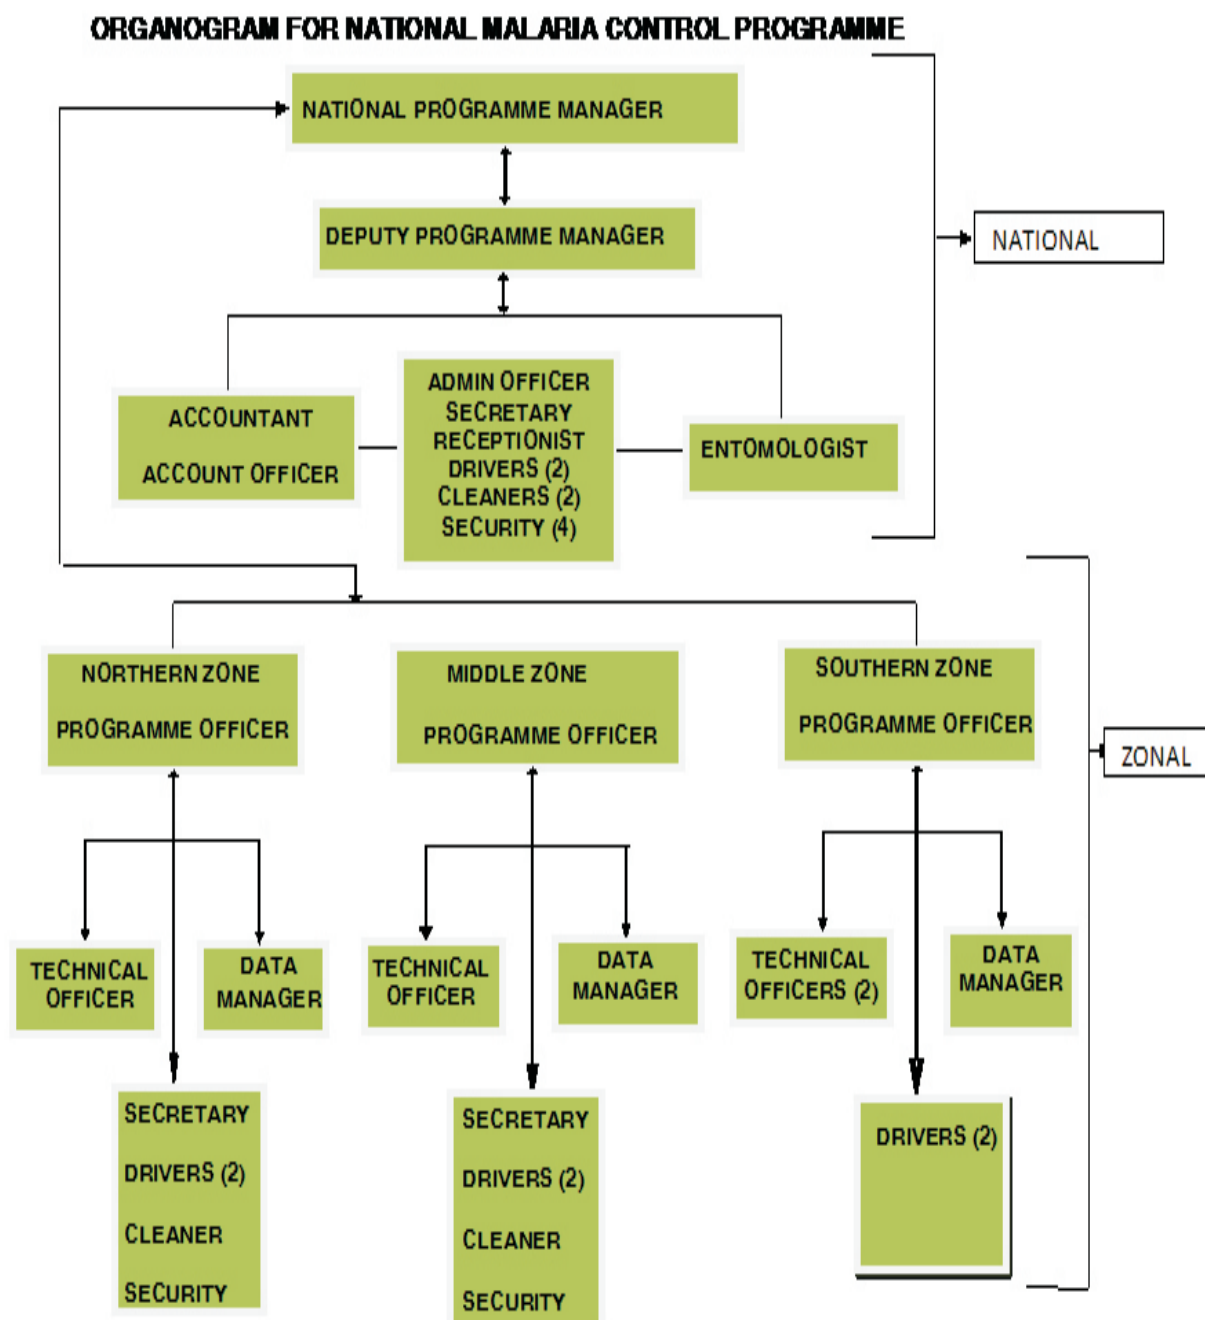 ORGANOGRAM FOR NATIONAL MALARIA CONTROL PROGRAMME
NATIONAL PROGRAMME MANAGER
DEPUTY PROGRAMME MANAGER
NATIONAL
ACCOUNTANT
ACCOUNT OFFICER
ADMIN OFFICER
SECRETARY
RECEPTIONIST
DRIVERS (2)
CLEANERS (2)
SECURITY (4)
ENTOMOLOGIST
NORTHERN ZONE
PROGRAMME OFFICER
MIDDLE ZONE
PROGRAMME OFFICER
SOUTHERN ZONE
PROGRAMME OFFICER
ZONAL
TECHNICAL
OFFICER
DATA
MANAGER
TECHNICAL
OFFICER
DATA
MANAGER
TECHNICAL
OFFICERS (2)
DATA
MANAGER
SECRETARY
DRIVERS (2)
CLEANER
SECURITY
SECRETARY
DRIVERS (2)
CLEANER
SECURITY
DRIVERS (2)